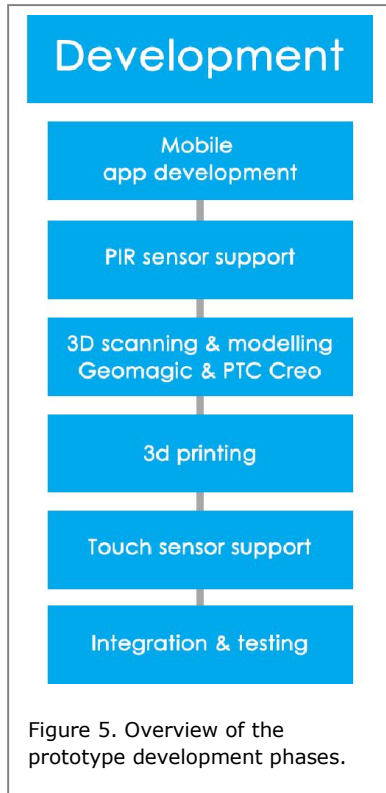 Development
Mobile
app development
PIR sensor support
3D scanning & modelling
Geomagic & PTC Creo
3d printing
Touch sensor support
Integration & testing
Figure 5. Overview of the
prototype development phases.